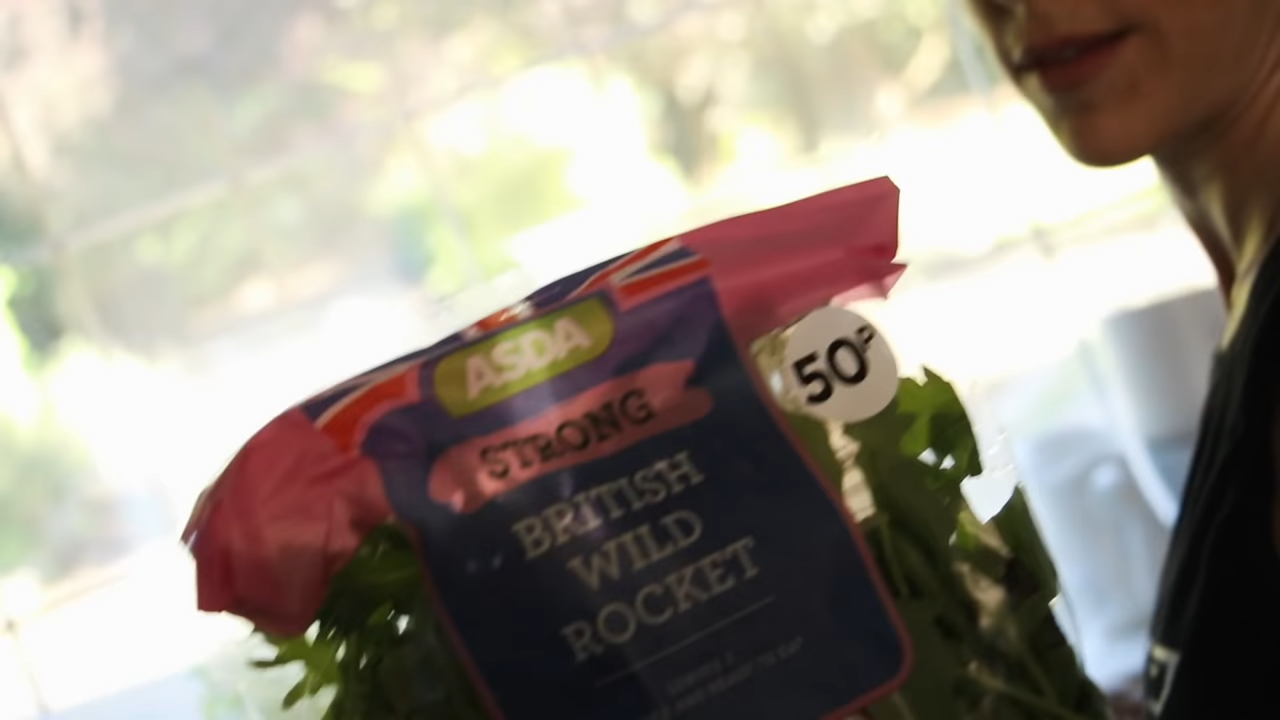 ASDA
50P
STRONG
BRITISH
WILD
ROCKET